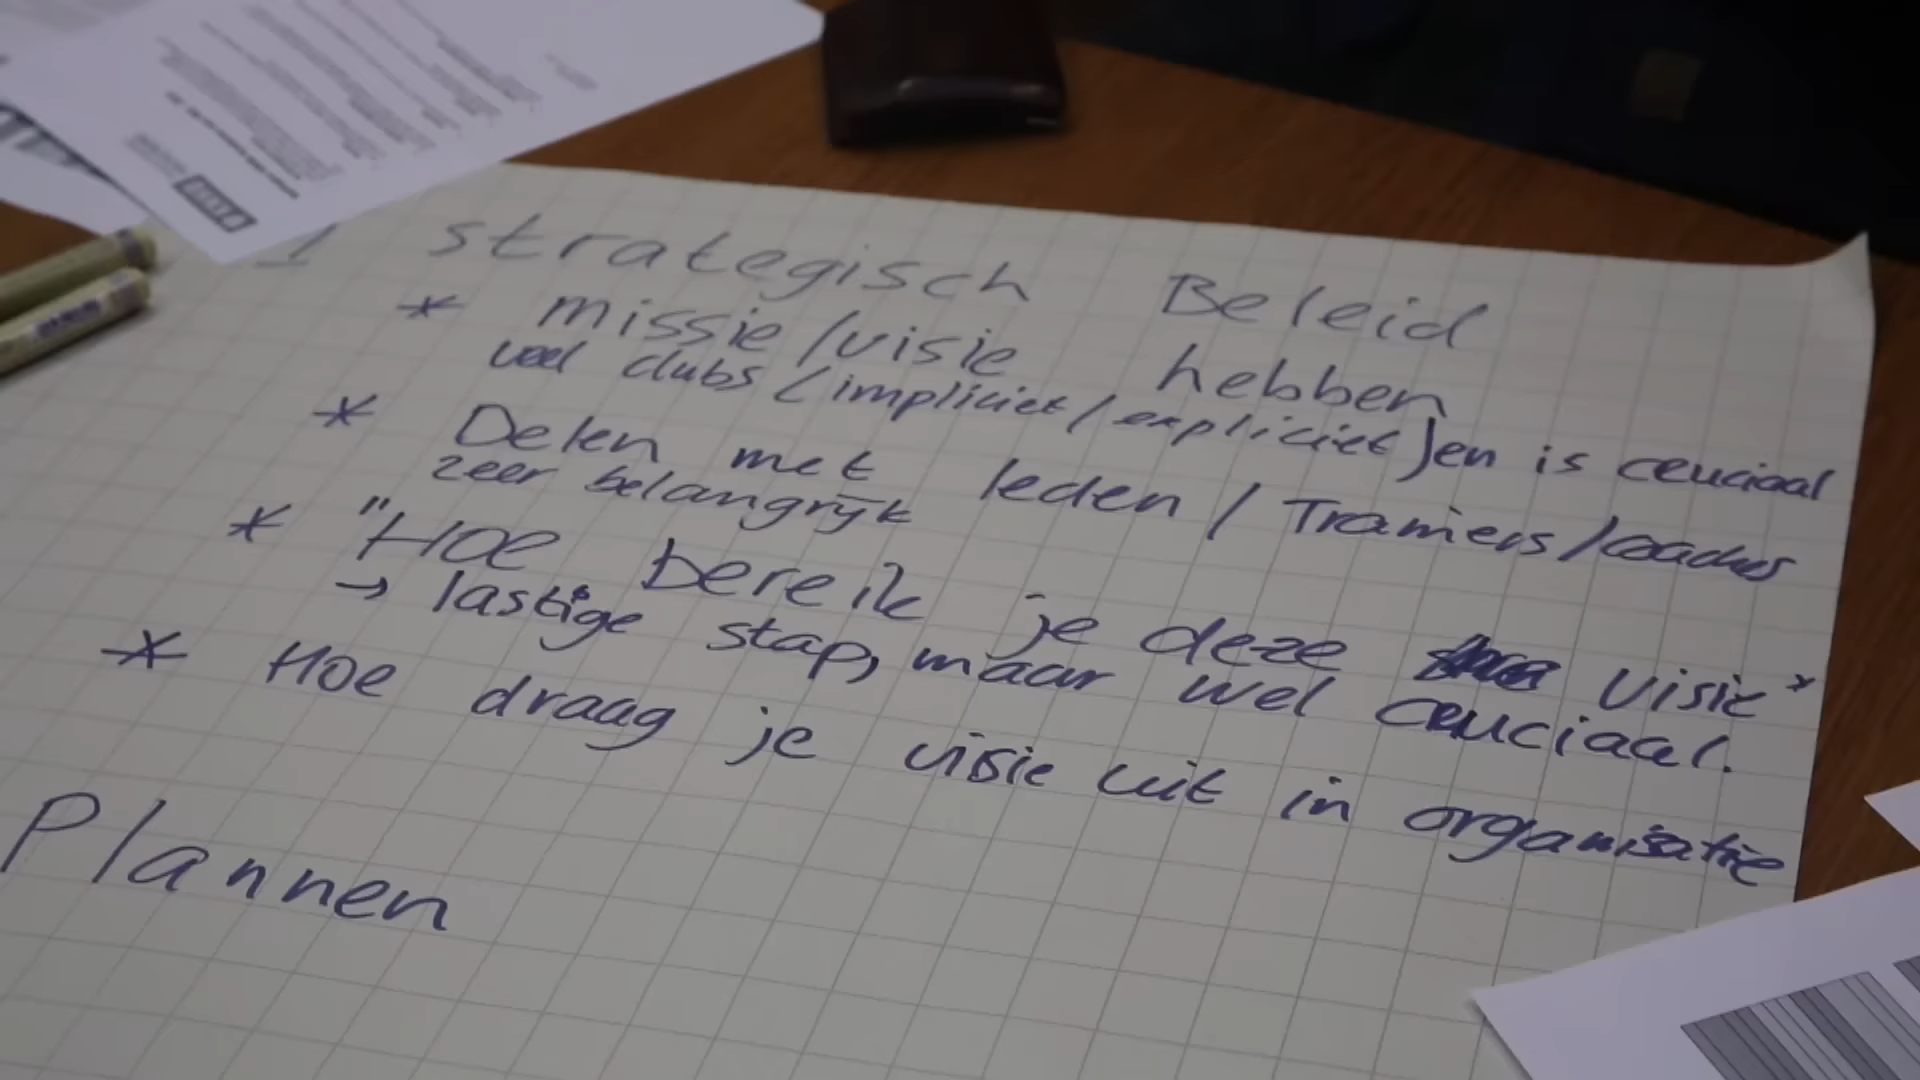 1 strategisch Beleid
* missie/visie hebben
veel clubs (impliciet/expliciet) en is cruciaal
* Delen met leden / Trainers/coaches
zeer belangrijk
* "Hoe bereik je deze visie"
→ lastige stap, maar wel cruciaal.
* Hoe draag je visie uit in organisatie
Plannen